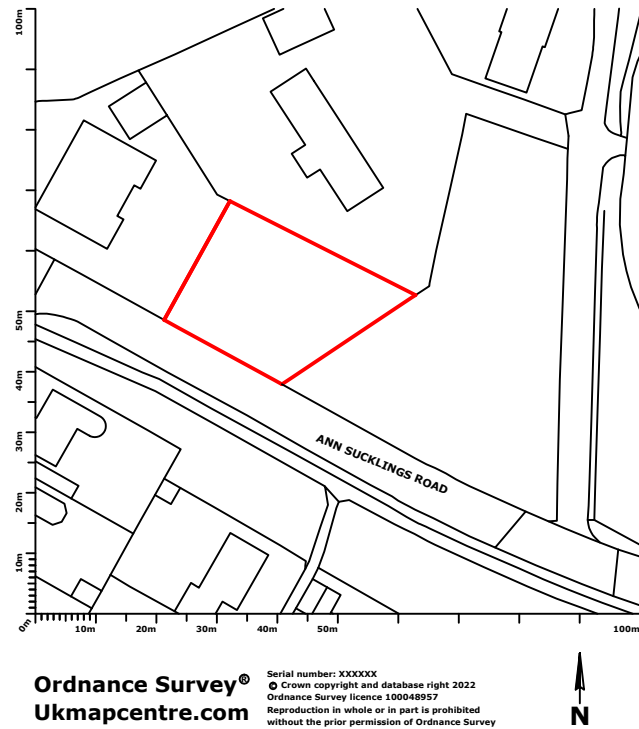 100m
50m
40m
30m
ANN SUCKLINGS ROAD
10m
0m
10m
20m
30m
40m
50m
100m
Ordnance Survey®
Ukmapcentre.com
Serial number: XXXXXX
© Crown copyright and database right 2022
Ordnance Survey licence 100048957
Reproduction in whole or in part is prohibited
without the prior permission of Ordnance Survey
N